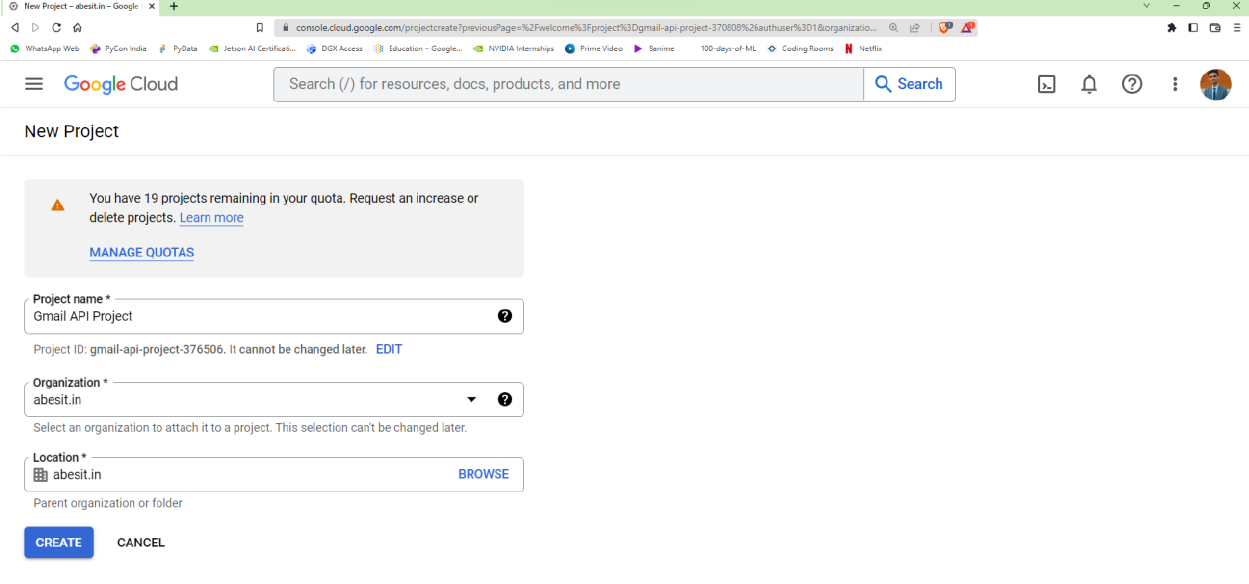 New Project – abesit.in – Google
console.cloud.google.com/projectcreate?previousPage=%2Fwelcome%3Fproject%3Dgmail-api-project-370808%26authuser%3D1&organizatio...
WhatsApp Web PyCon India PyData Jetson AI Certificati... DGX Access Education – Google... NVIDIA Internships Prime Video 9anime 100-days-of-ML Coding Rooms Netflix
Google Cloud Search (/) for resources, docs, products, and more Search
New Project
You have 19 projects remaining in your quota. Request an increase or
delete projects. Learn more
MANAGE QUOTAS
Project name *
Gmail API Project
Project ID: gmail-api-project-376506. It cannot be changed later. EDIT
Organization *
abesit.in
Select an organization to attach it to a project. This selection can't be changed later.
Location *
abesit.in BROWSE
Parent organization or folder
CREATE CANCEL